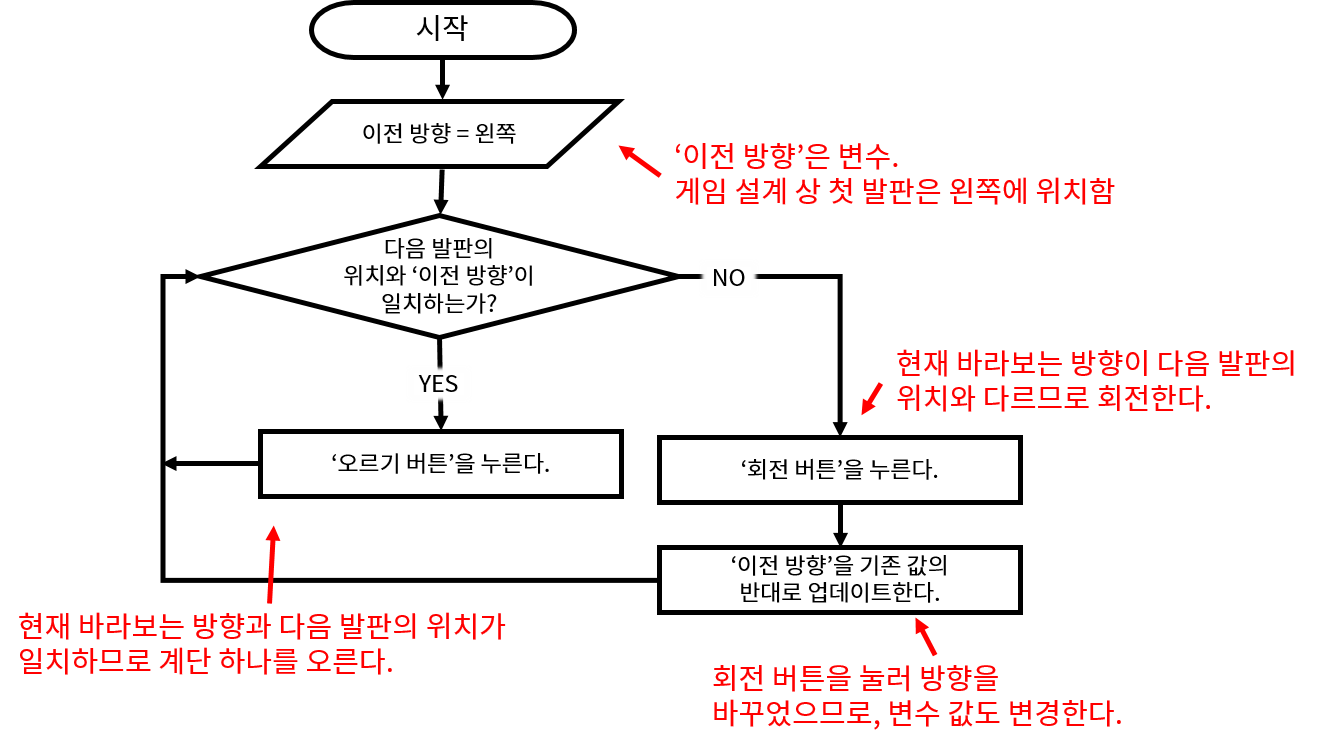 시작
이전 방향 = 왼쪽
‘이전 방향’은 변수.
게임 설계 상 첫 발판은 왼쪽에 위치함
다음 발판의
위치와 ‘이전 방향’이
일치하는가?
NO
YES
현재 바라보는 방향이 다음 발판의
위치와 다르므로 회전한다.
‘오르기 버튼’을 누른다.
‘회전 버튼’을 누른다.
‘이전 방향’을 기존 값의
반대로 업데이트한다.
현재 바라보는 방향과 다음 발판의 위치가
일치하므로 계단 하나를 오른다.
회전 버튼을 눌러 방향을
바꾸었으므로, 변수 값도 변경한다.